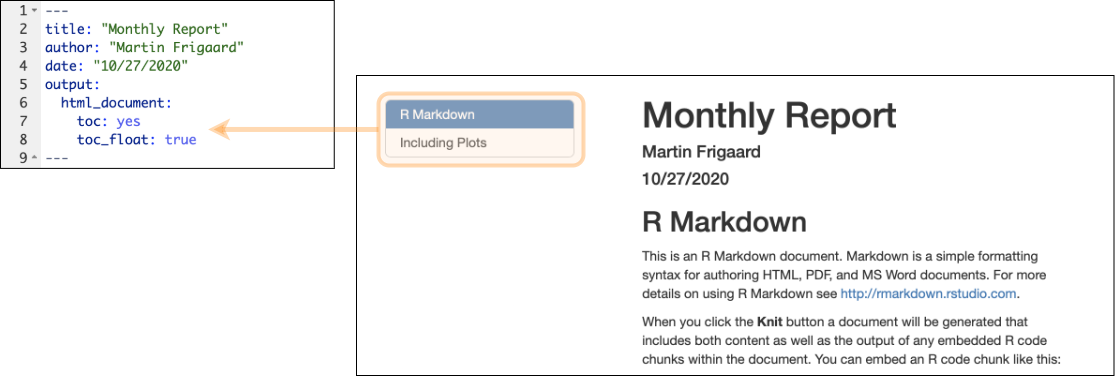 1 ---
2 title: "Monthly Report"
3 author: "Martin Frigaard"
4 date: "10/27/2020"
5 output:
6 html_document:
7 toc: yes
8 toc_float: true
9 ---
R Markdown
Including Plots
Monthly Report
Martin Frigaard
10/27/2020
R Markdown
This is an R Markdown document. Markdown is a simple formatting
syntax for authoring HTML, PDF, and MS Word documents. For more
details on using R Markdown see http://rmarkdown.rstudio.com.
When you click the Knit button a document will be generated that
includes both content as well as the output of any embedded R code
chunks within the document. You can embed an R code chunk like this: